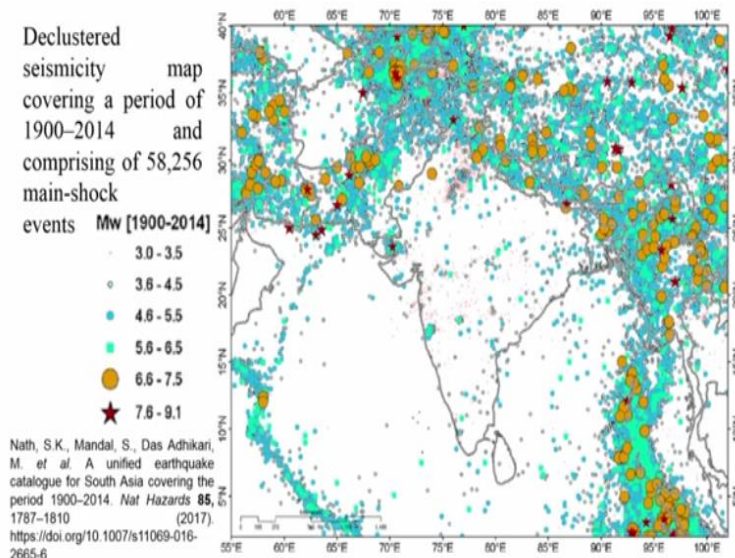 Declustered
seismicity map
covering a period of
1900–2014 and
comprising of 58,256
main-shock
events
Mw [1900-2014]
3.0 - 3.5
3.6 - 4.5
4.6 - 5.5
5.6 - 6.5
6.6 - 7.5
7.6 - 9.1
Nath, S.K., Mandal, S., Das Adhikari,
M. et al. A unified earthquake
catalogue for South Asia covering the
period 1900–2014. Nat Hazards 85,
1787–1810 (2017).
https://doi.org/10.1007/s11069-016-
2665-6
60°E 65°E 70°E 75°E 80°E 85°E 90°E 95°E 100°E
40°N
35°N
30°N
25°N
20°N
15°N
10°N
5°N
55°E 60°E 65°E 70°E 75°E 80°E 85°E 90°E 95°E 100°E